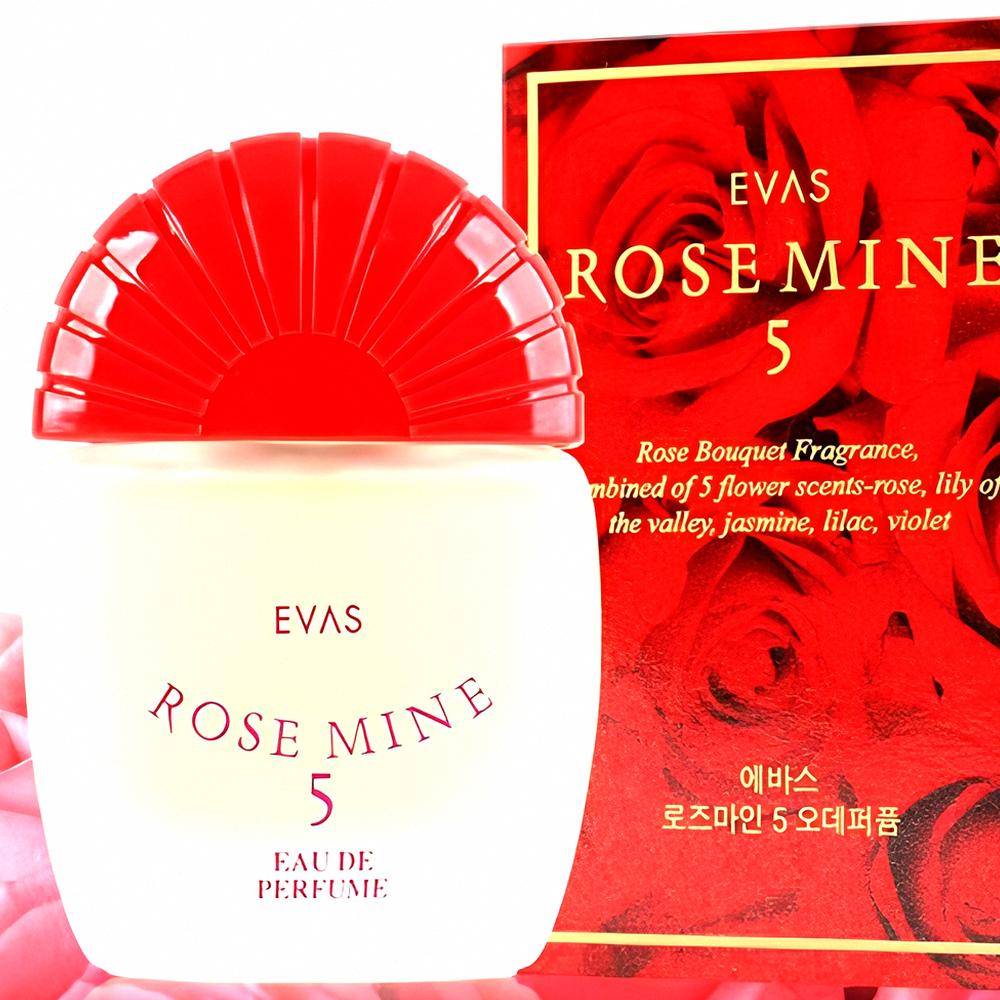 EVAS
ROSE MINE
5
EAU DE
PERFUME
EVAS
ROSE MINE
5
Rose Bouquet Fragrance,
of 5 flower scents-rose, lily of
the valley, jasmine, lilac, violet
에바스
로즈마인 5 오데퍼퓸